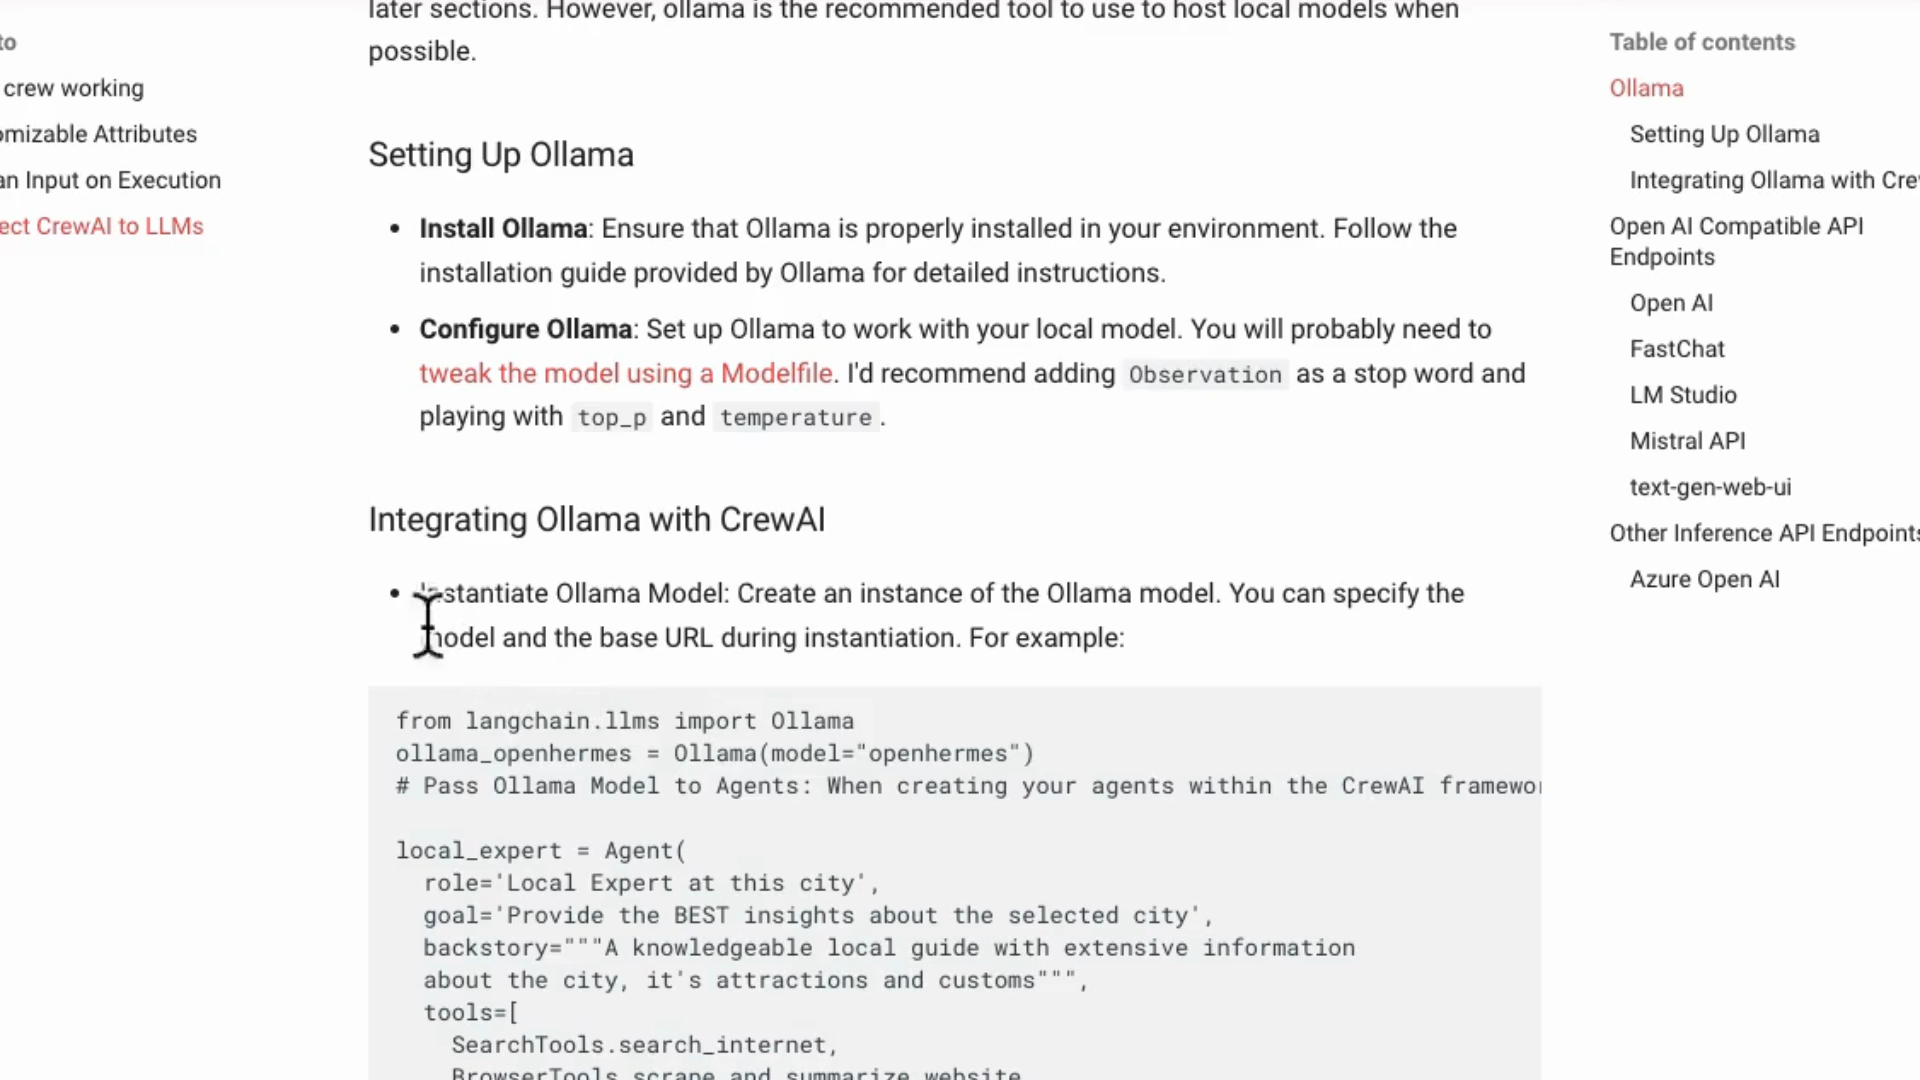 later sections. However, ollama is the recommended tool to use to host local models when
possible.
to
crew working
omizable Attributes
an Input on Execution
ect CrewAI to LLMs
Setting Up Ollama
• Install Ollama: Ensure that Ollama is properly installed in your environment. Follow the
installation guide provided by Ollama for detailed instructions.
• Configure Ollama: Set up Ollama to work with your local model. You will probably need to
tweak the model using a Modelfile. I'd recommend adding Observation as a stop word and
playing with top_p and temperature.
Integrating Ollama with CrewAI
• Instantiate Ollama Model: Create an instance of the Ollama model. You can specify the
model and the base URL during instantiation. For example:
from langchain.llms import Ollama
ollama_openhermes = Ollama(model="openhermes")
# Pass Ollama Model to Agents: When creating your agents within the CrewAI framewor
local_expert = Agent(
role='Local Expert at this city',
goal='Provide the BEST insights about the selected city',
backstory="""A knowledgeable local guide with extensive information
about the city, it's attractions and customs""",
tools=[
SearchTools.search_internet,
BrowserTools.scrape_and_summarize_website
Table of contents
Ollama
Setting Up Ollama
Integrating Ollama with Cre
Open AI Compatible API
Endpoints
Open AI
FastChat
LM Studio
Mistral API
text-gen-web-ui
Other Inference API Endpoints
Azure Open AI